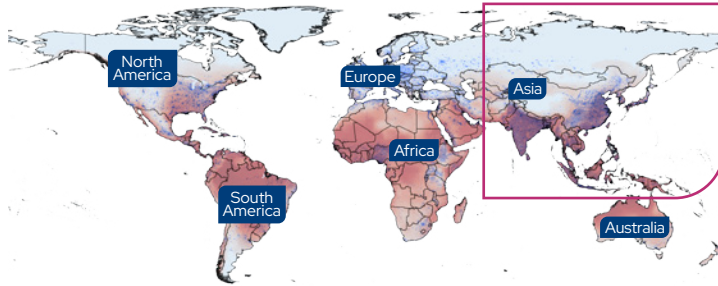 North
America
Europe
Asia
Africa
South
America
Australia